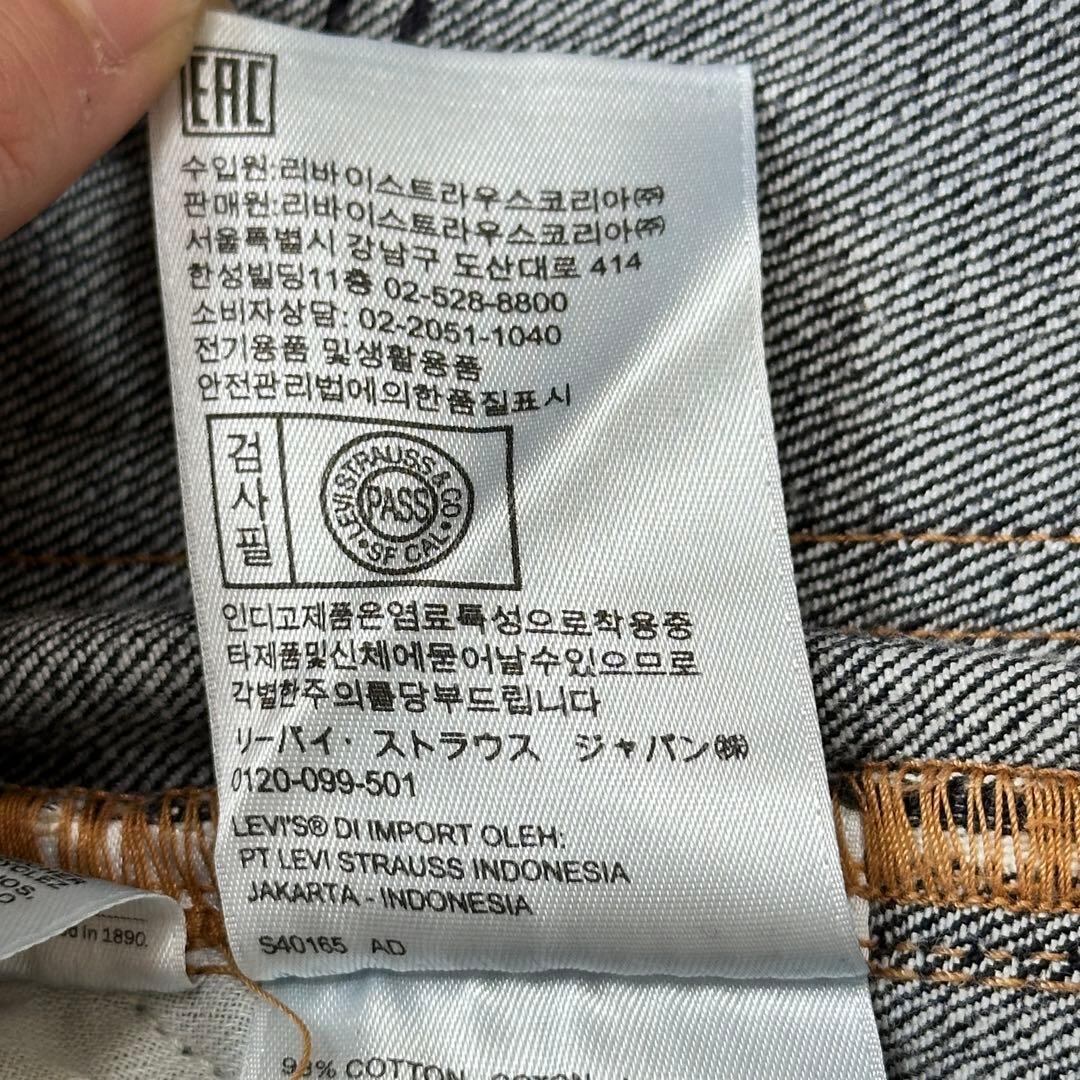 EAC
수입원:리바이스트라우스코리아㈜
판매원:리바이스트라우스코리아㈜
서울특별시 강남구 도산대로 414
한성빌딩11층 02-528-8800
소비자상담: 02-2051-1040
전기용품 및생활용품
안전관리법에의한품질표시
검사필
LEVI STRAUSS & CO
PASS
SF CAL
인디고제품은염료특성으로착용중
타제품및신체에묻어날수있으므로
각별한주의를당부드립니다
リーバイ・ストラウス ジャパン㈱
0120-099-501
LEVI'S® DI IMPORT OLEH:
PT LEVI STRAUSS INDONESIA
JAKARTA - INDONESIA
S40165 AD
in 1890.
COTTON